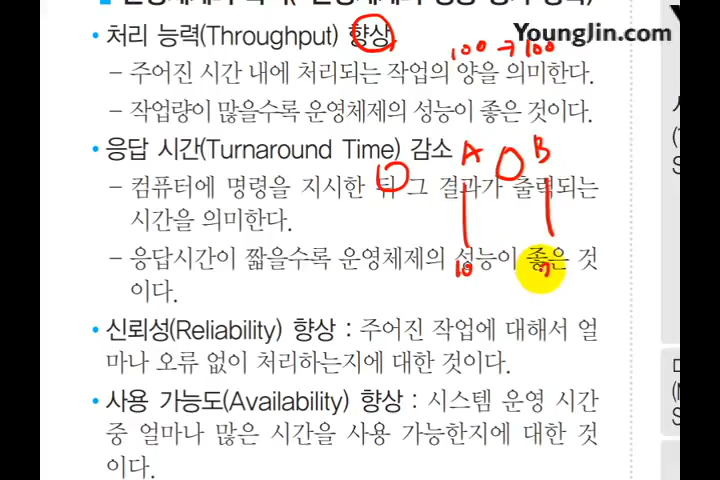 YoungJin.com
• 처리 능력(Throughput) 향상
100 → 100
– 주어진 시간 내에 처리되는 작업의 양을 의미한다.
– 작업량이 많을수록 운영체제의 성능이 좋은 것이다.
• 응답 시간(Turnaround Time) 감소
A B
– 컴퓨터에 명령을 지시한 뒤 그 결과가 출력되는
시간을 의미한다.
– 응답시간이 짧을수록 운영체제의 성능이 좋은 것
이다.
10
• 신뢰성(Reliability) 향상 : 주어진 작업에 대해서 얼
마나 오류 없이 처리하는지에 대한 것이다.
• 사용 가능도(Availability) 향상 : 시스템 운영 시간
중 얼마나 많은 시간을 사용 가능한지에 대한 것
이다.